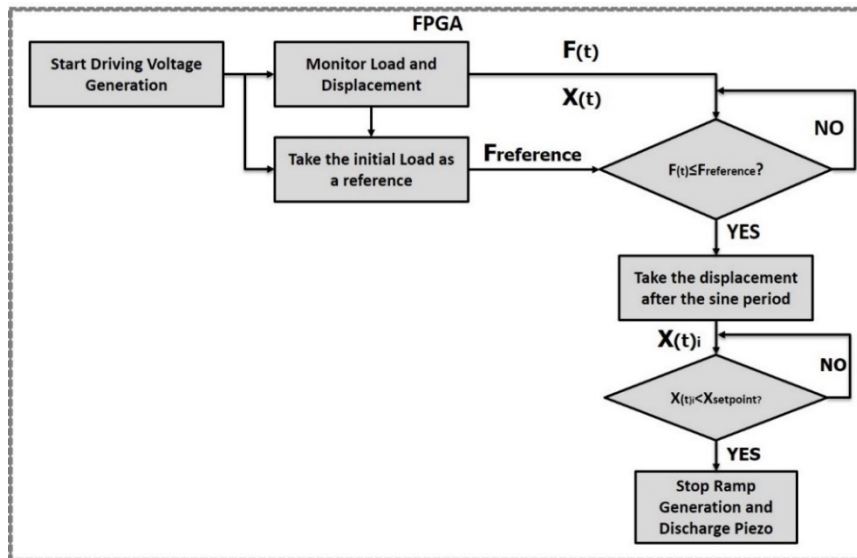 FPGA
Start Driving Voltage
Generation
Monitor Load and
Displacement
F(t)
X(t)
NO
Take the initial Load as
a reference
Freference
F(t)≤Freference?
YES
Take the displacement
after the sine period
X(t)i
NO
X(t)i<Xsetpoint?
YES
Stop Ramp
Generation and
Discharge Piezo